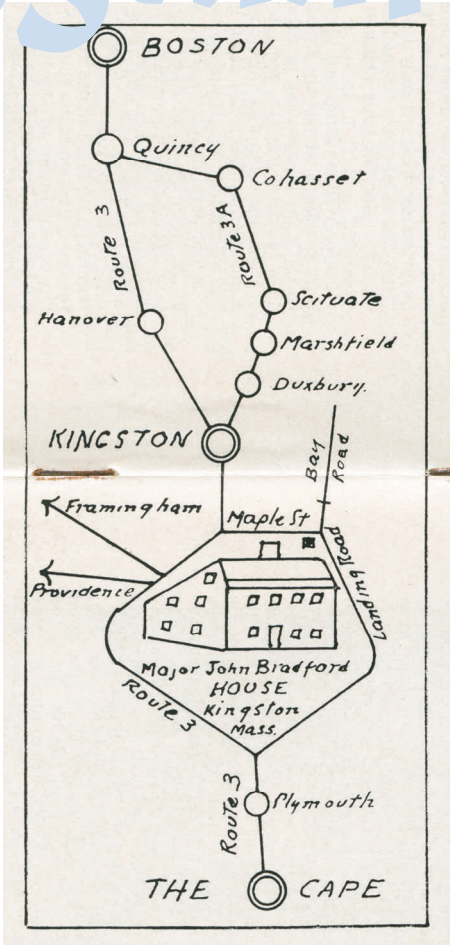 BOSTON
Quincy
Cohasset
Route 3
Route 3A
Scituate
Hanover
Marshfield
Duxbury.
KINGSTON
Bay
Road
Framingham
Maple St
Landing Road
Providence
Major John Bradford
HOUSE
Kingston
Mass.
Route 3
Route 3
Plymouth
THE CAPE